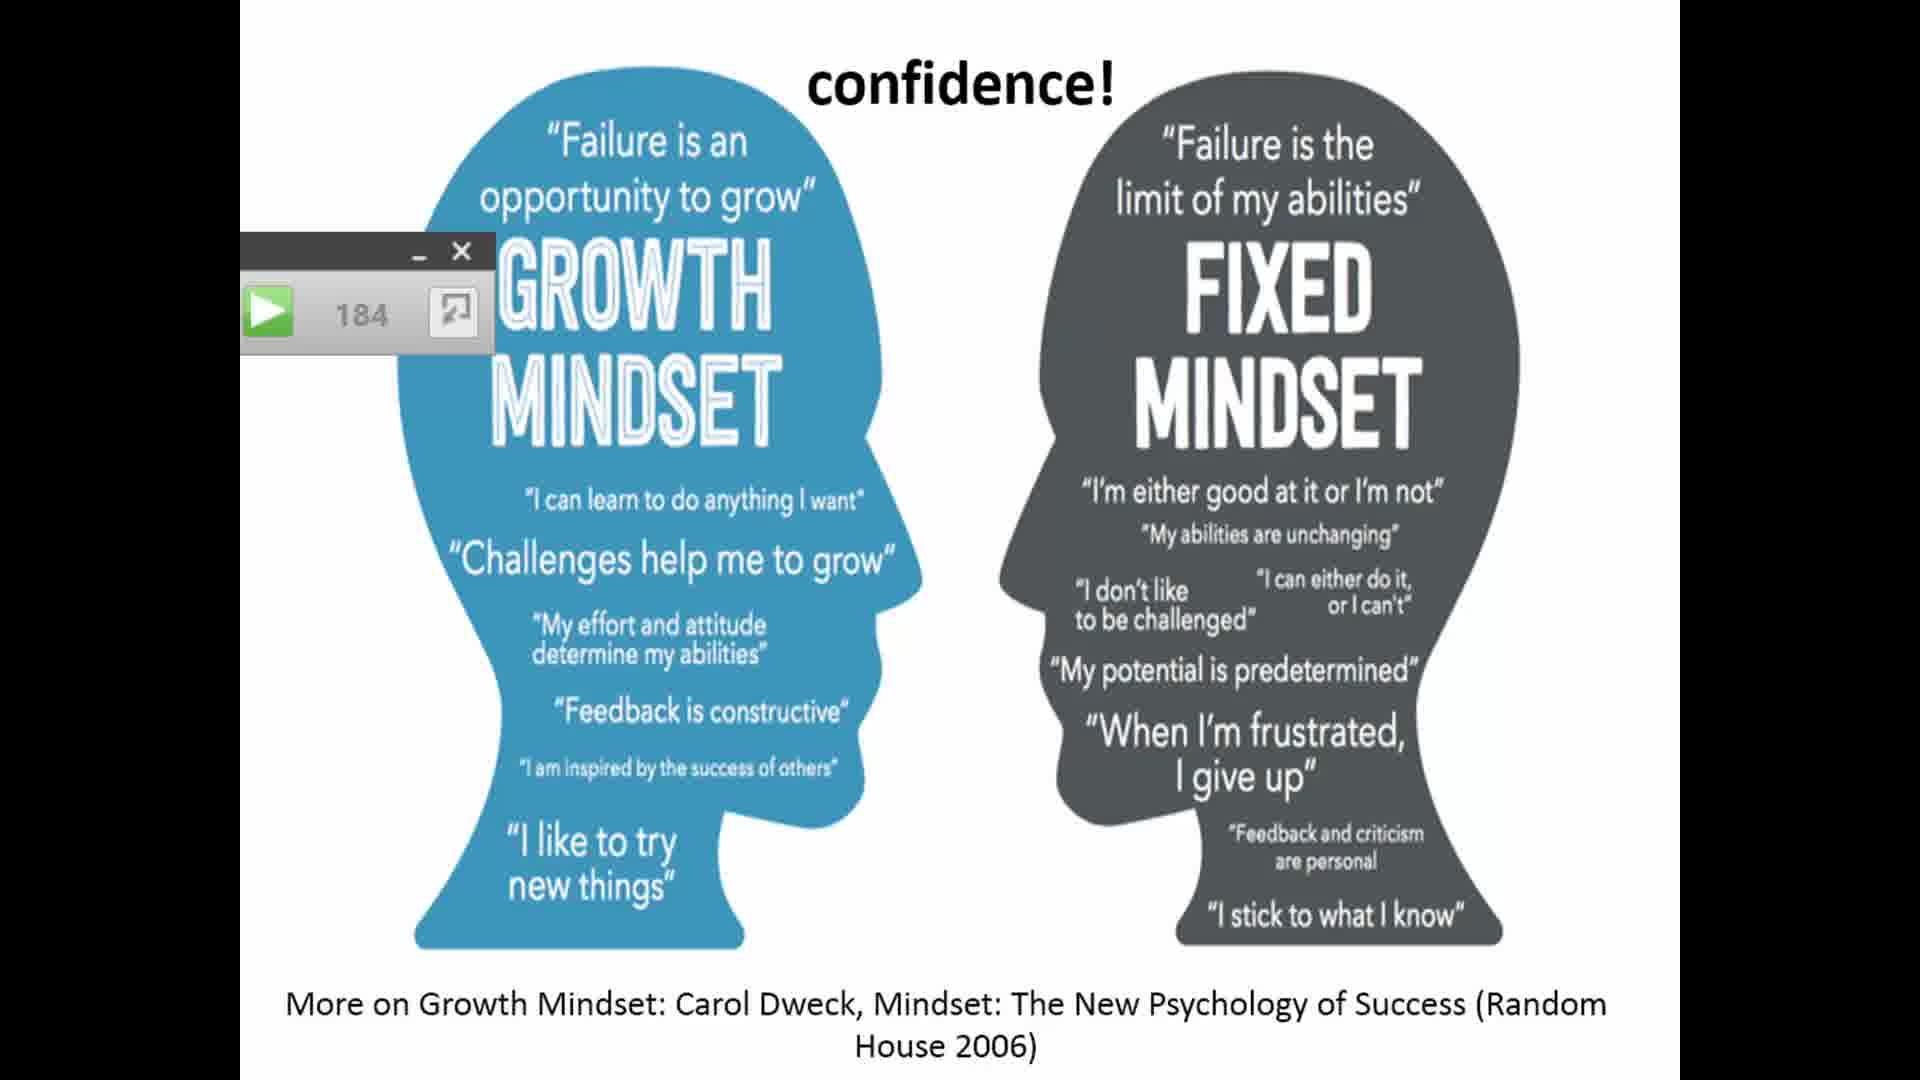 confidence!
“Failure is an
opportunity to grow“
GROWTH
MINDSET
“I can learn to do anything I want“
“Challenges help me to grow“
“My effort and attitude
determine my abilities“
“Feedback is constructive“
“I am inspired by the success of others“
“I like to try
new things“
184
“Failure is the
limit of my abilities“
FIXED
MINDSET
“I’m either good at it or I’m not“
“My abilities are unchanging“
“I don’t like
to be challenged“
“I can either do it,
or I can’t“
“My potential is predetermined“
“When I’m frustrated,
I give up“
“Feedback and criticism
are personal
“I stick to what I know“
More on Growth Mindset: Carol Dweck, Mindset: The New Psychology of Success (Random
House 2006)